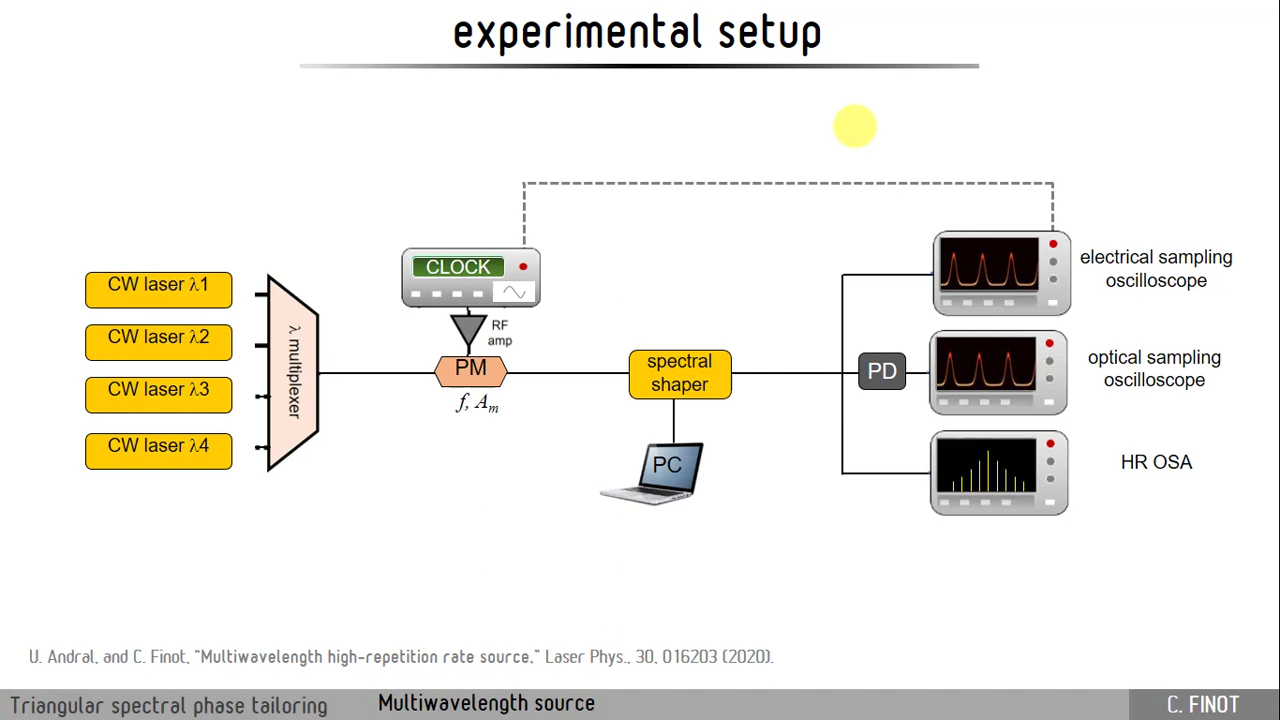 experimental setup
CLOCK
electrical sampling
oscilloscope
CW laser λ1
CW laser λ2
CW laser λ3
CW laser λ4
λ multiplexer
RF
amp
PM
f, Am
spectral
shaper
PC
PD
optical sampling
oscilloscope
HR OSA
U. Andral, and C. Finot, “Multiwavelength high-repetition rate source,” Laser Phys., 30, 016203 (2020).
Triangular spectral phase tailoring
Multiwavelength source
C. FINOT